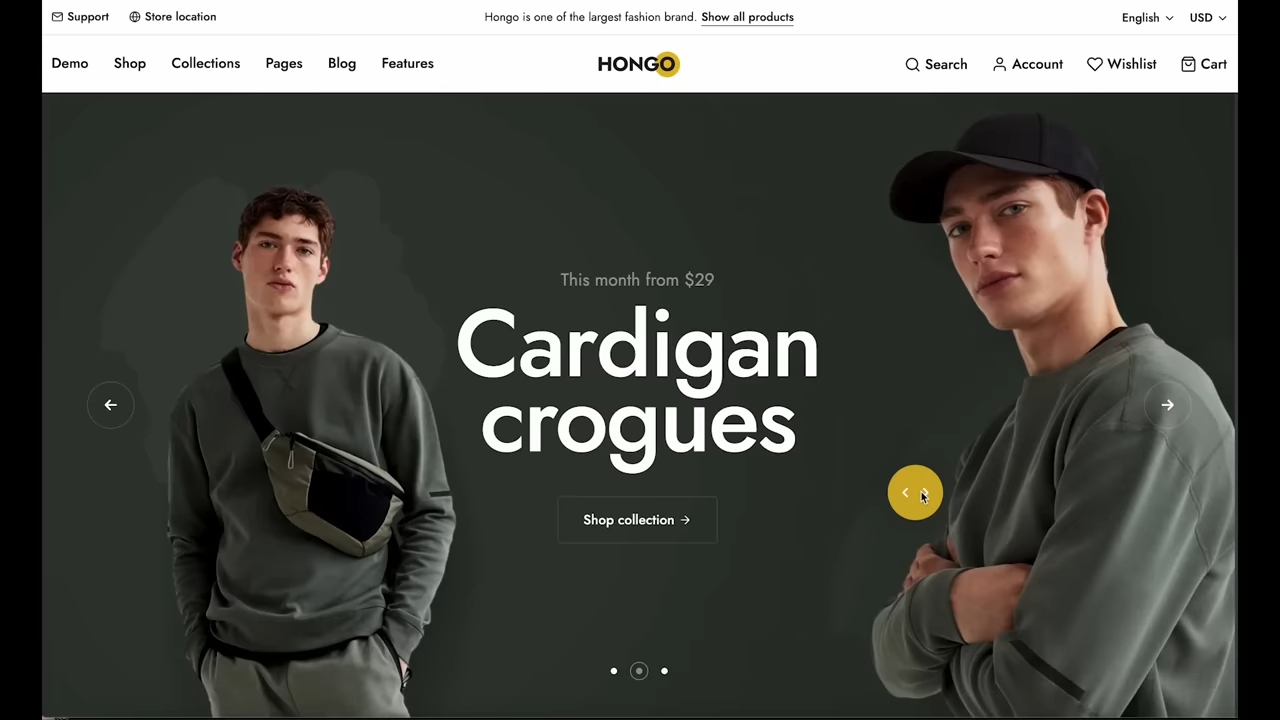 Support
Store location
Hongo is one of the largest fashion brand. Show all products
English
USD
Demo
Shop
Collections
Pages
Blog
Features
HONGO
Search
Account
Wishlist
Cart
This month from $29
Cardigan
crogues
Shop collection